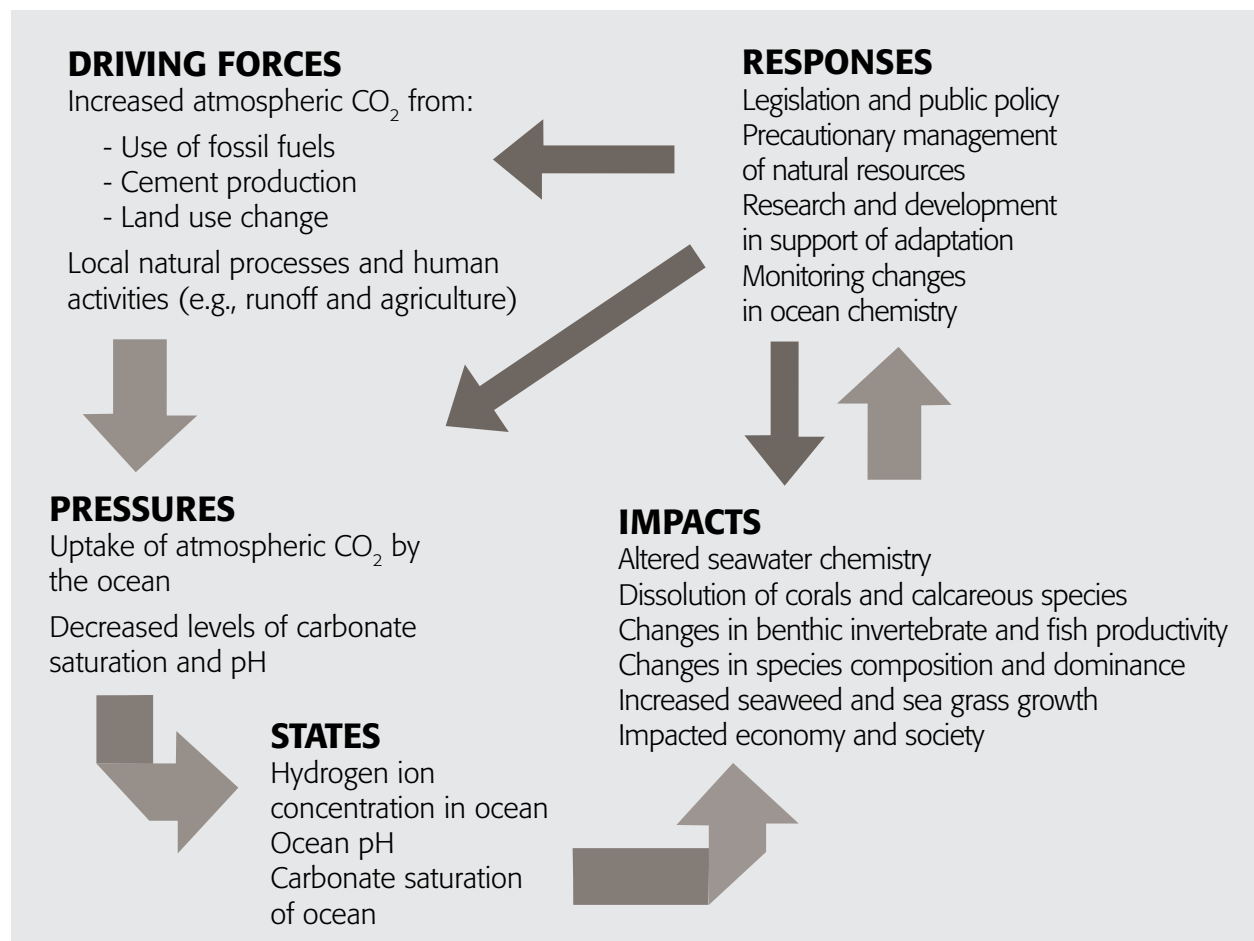 DRIVING FORCES
Increased atmospheric CO₂ from:
- Use of fossil fuels
- Cement production
- Land use change
Local natural processes and human
activities (e.g., runoff and agriculture)
RESPONSES
Legislation and public policy
Precautionary management
of natural resources
Research and development
in support of adaptation
Monitoring changes
in ocean chemistry
PRESSURES
Uptake of atmospheric CO₂ by
the ocean
Decreased levels of carbonate
saturation and pH
STATES
Hydrogen ion
concentration in ocean
Ocean pH
Carbonate saturation
of ocean
IMPACTS
Altered seawater chemistry
Dissolution of corals and calcareous species
Changes in benthic invertebrate and fish productivity
Changes in species composition and dominance
Increased seaweed and sea grass growth
Impacted economy and society